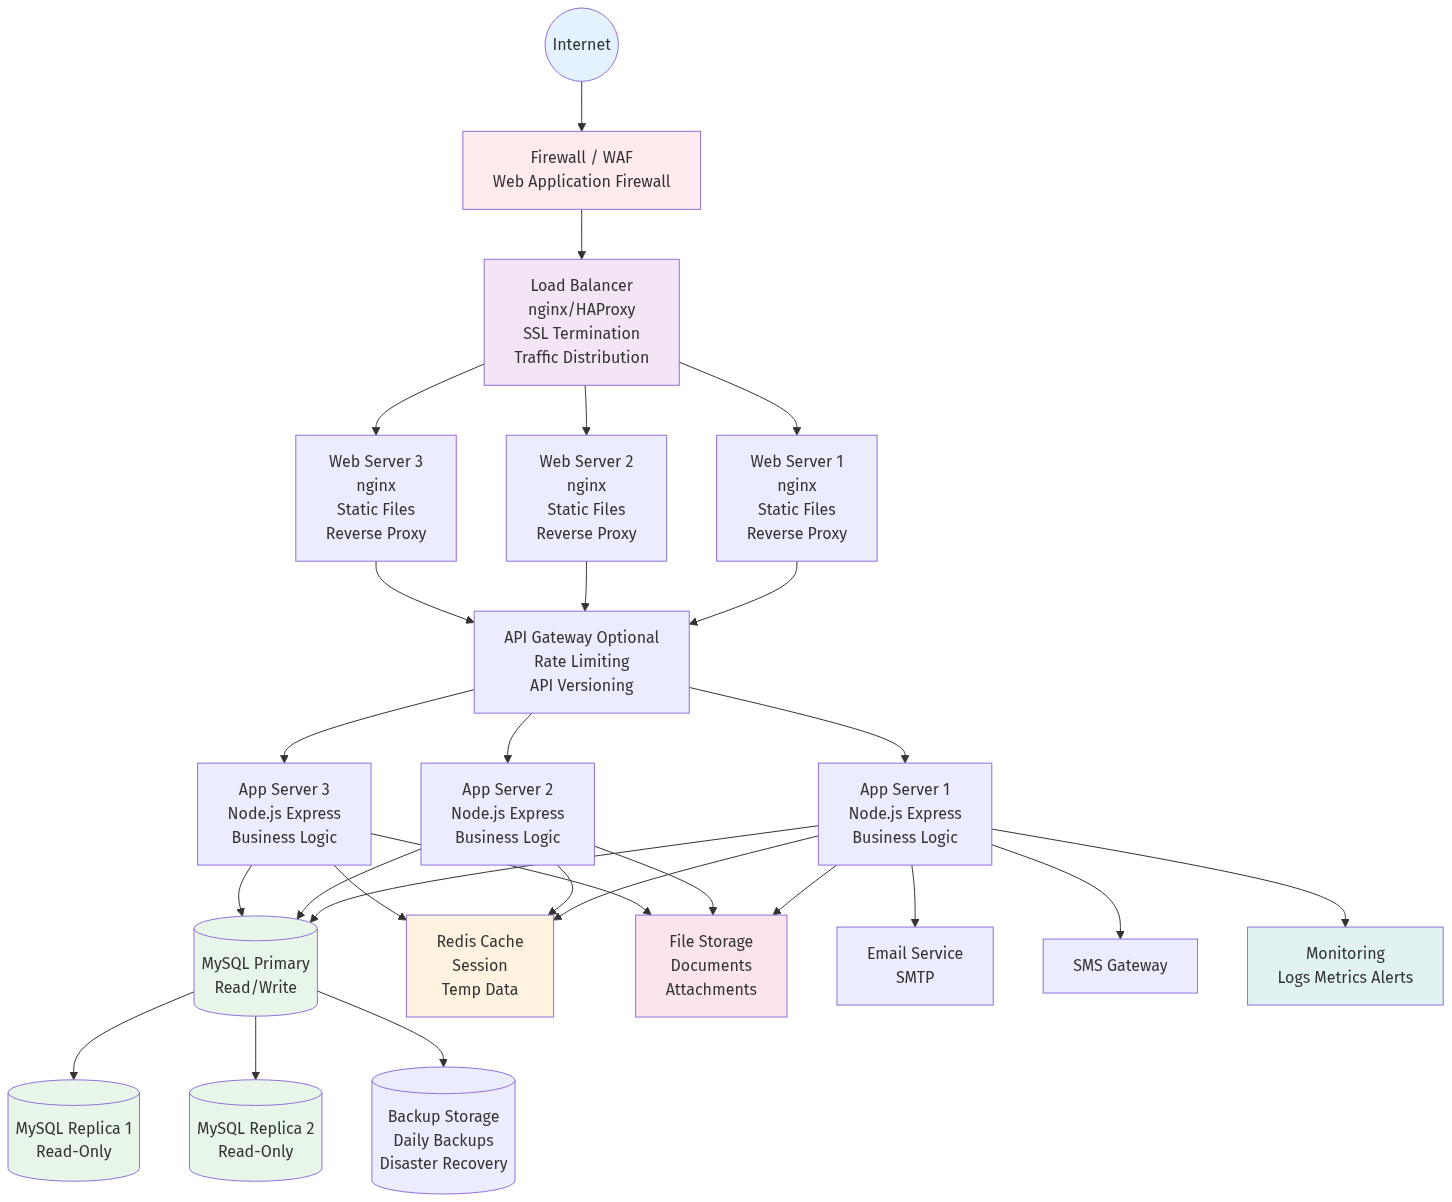 Internet
Firewall / WAF
Web Application Firewall
Load Balancer
nginx/HAProxy
SSL Termination
Traffic Distribution
Web Server 3
nginx
Static Files
Reverse Proxy
Web Server 2
nginx
Static Files
Reverse Proxy
Web Server 1
nginx
Static Files
Reverse Proxy
API Gateway Optional
Rate Limiting
API Versioning
App Server 3
Node.js Express
Business Logic
App Server 2
Node.js Express
Business Logic
App Server 1
Node.js Express
Business Logic
MySQL Primary
Read/Write
Redis Cache
Session
Temp Data
File Storage
Documents
Attachments
Email Service
SMTP
SMS Gateway
Monitoring
Logs Metrics Alerts
MySQL Replica 1
Read-Only
MySQL Replica 2
Read-Only
Backup Storage
Daily Backups
Disaster Recovery